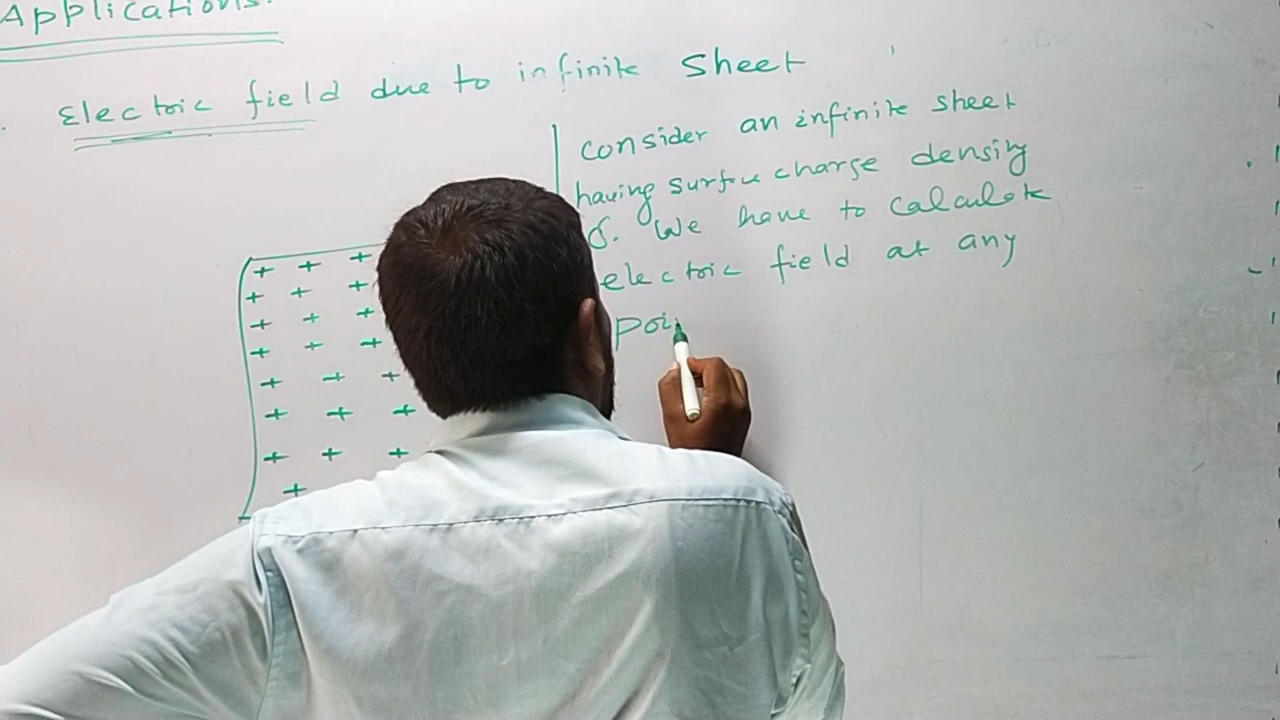 Applications.
Electric field due to infinite sheet
consider an infinite sheet
having surface charge density
σ. We have to calculate
electric field at any
poi